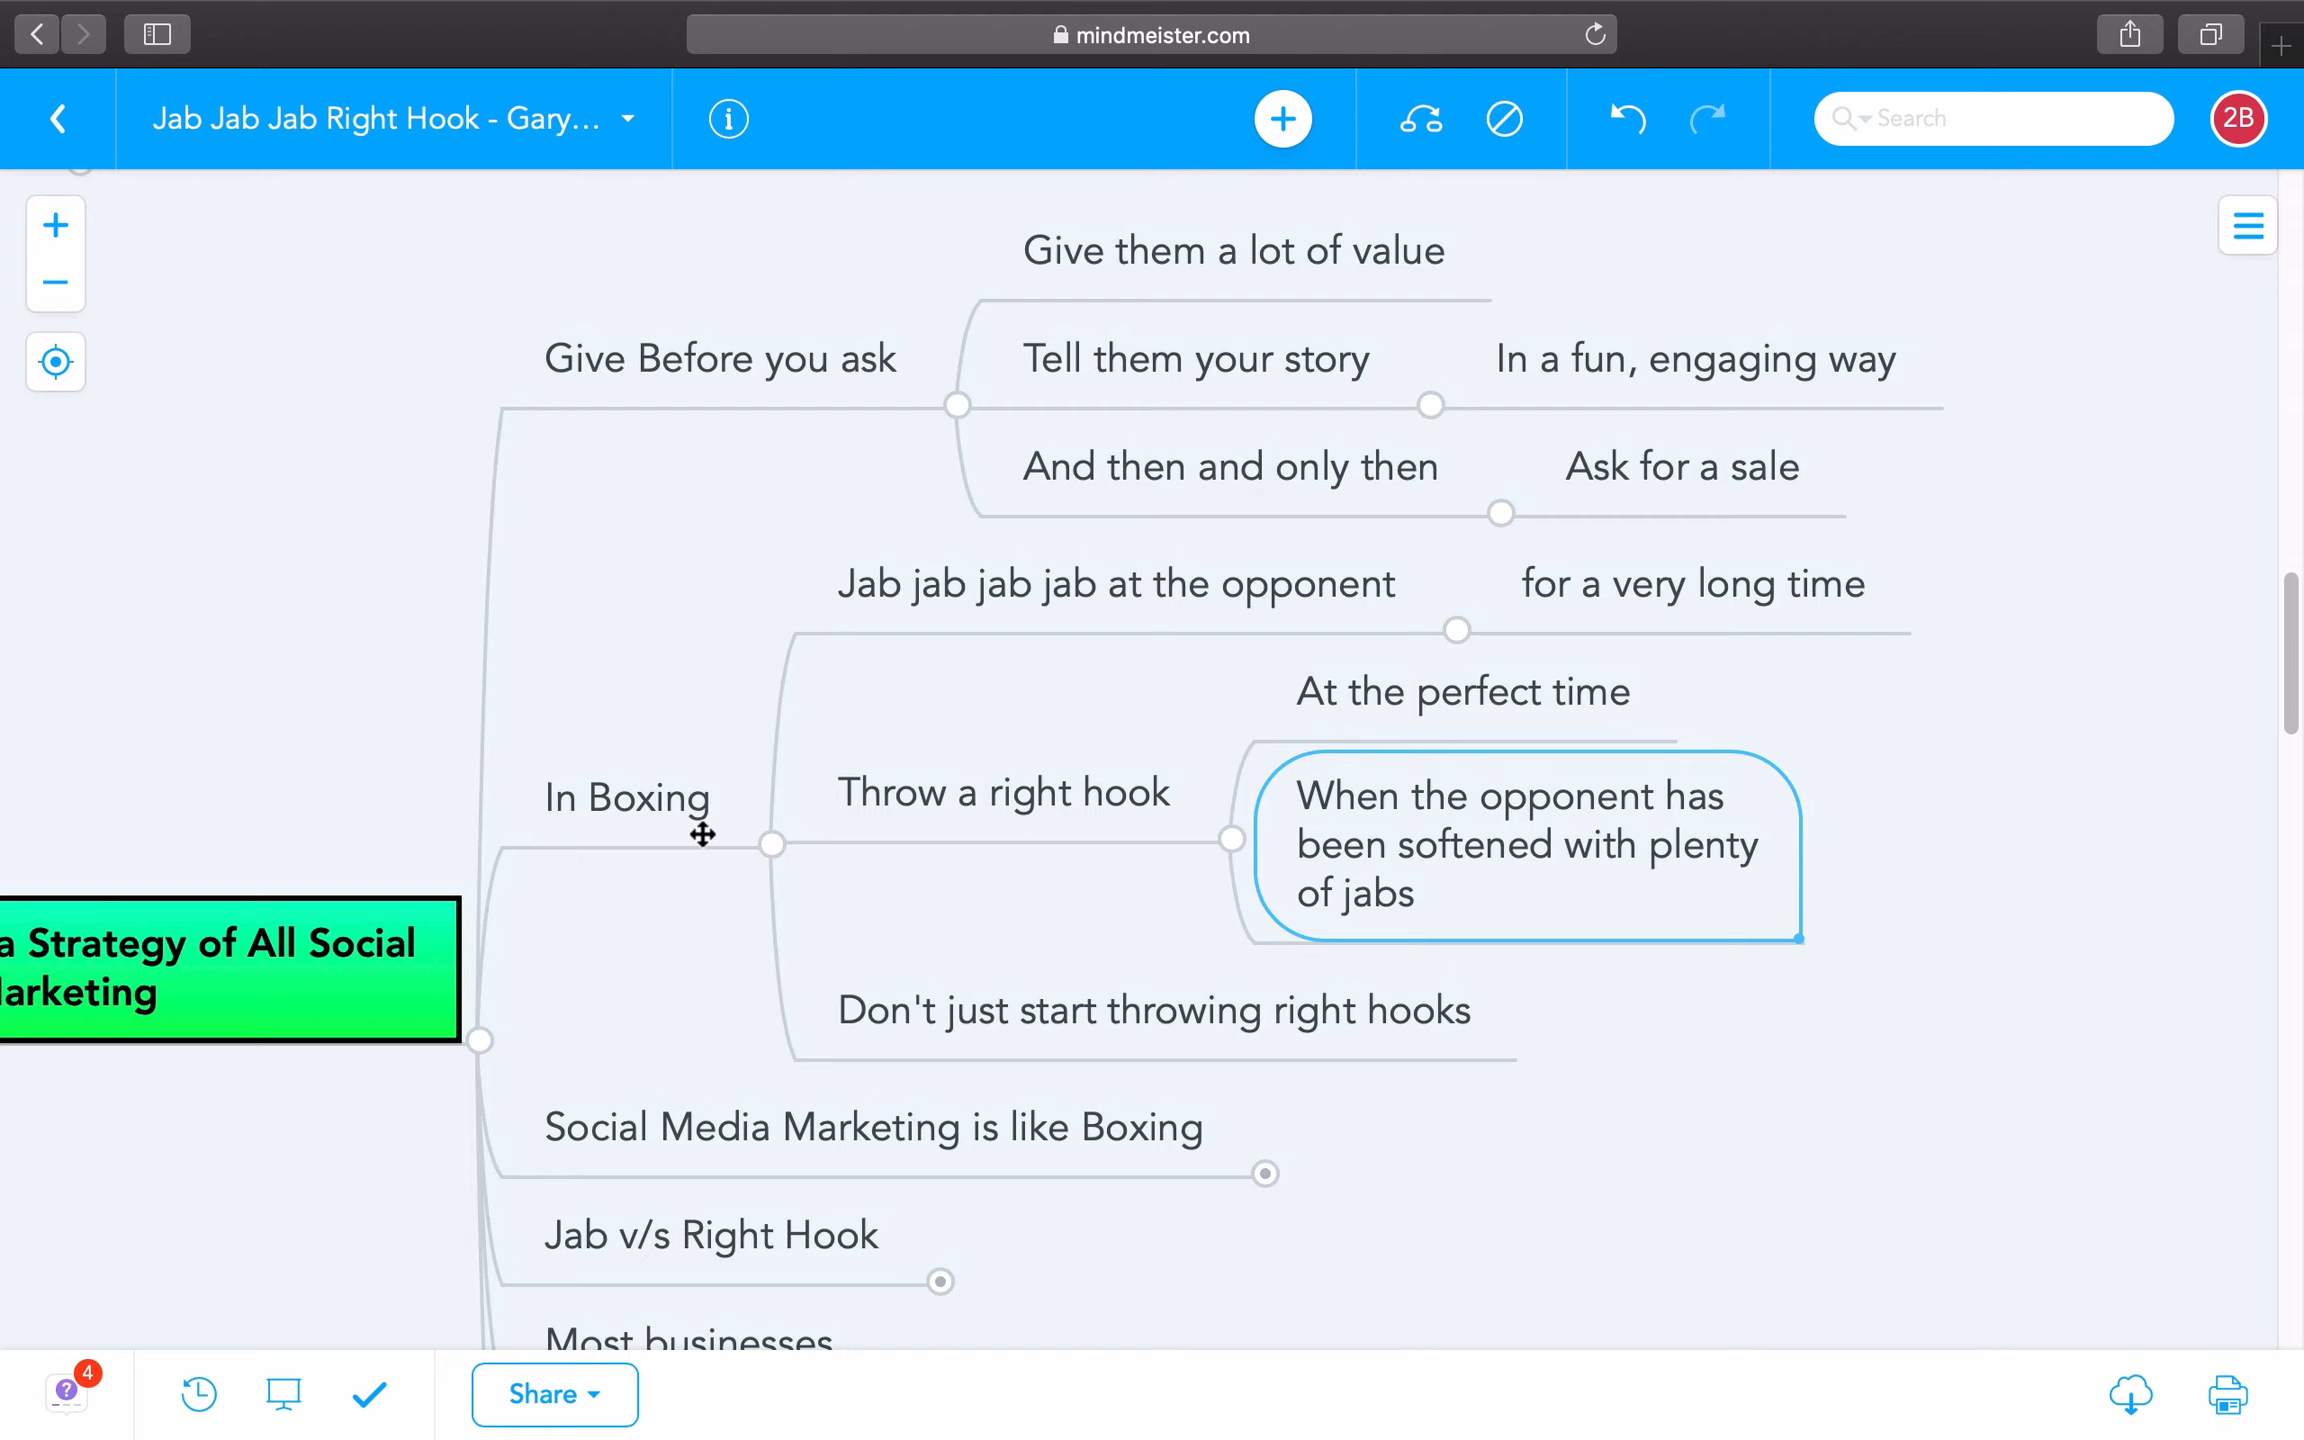 mindmeister.com
Jab Jab Jab Right Hook - Gary...
Search
2B
Give them a lot of value
Give Before you ask
Tell them your story
In a fun, engaging way
And then and only then
Ask for a sale
Jab jab jab jab at the opponent
for a very long time
At the perfect time
In Boxing
Throw a right hook
When the opponent has
been softened with plenty
of jabs
a Strategy of All Social
arketing
Don't just start throwing right hooks
Social Media Marketing is like Boxing
Jab v/s Right Hook
Most businesses
4
Share